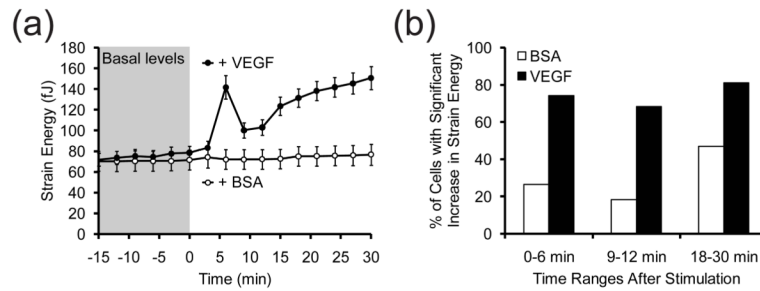 (a)
Strain Energy (fJ)
180
160
140
120
100
80
60
40
20
0
Basal levels
+ VEGF
+ BSA
-15 -10 -5 0 5 10 15 20 25 30
Time (min)
(b)
% of Cells with Significant
Increase in Strain Energy
100
80
60
40
20
0
BSA
VEGF
0-6 min 9-12 min 18-30 min
Time Ranges After Stimulation